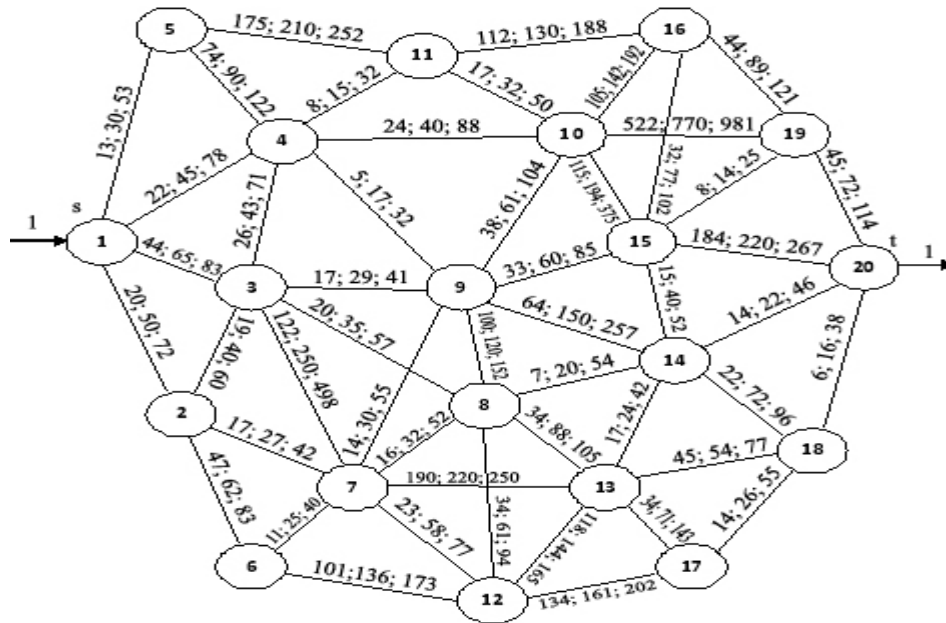 5
175; 210; 252
112; 130; 188
16
11
74; 90; 122
17; 32; 50
105; 142; 192
44; 89; 121
8; 15; 32
13; 30; 53
4
24; 40; 88
10
522; 770; 981
19
22; 45; 78
5; 17; 32
115; 194; 375
32; 77; 102
8; 14; 25
45; 72; 114
26; 43; 71
38; 61; 104
s
1
1
44; 65; 83
33; 60; 85
15
184; 220; 267
t
20
1
3
17; 29; 41
9
20; 50; 72
20; 35; 57
64; 150; 257
15; 40; 52
14; 22; 46
19; 40; 60
122; 250; 498
100; 120; 152
14
6; 16; 38
2
7; 20; 54
8
22; 72; 96
17; 27; 42
14; 30; 55
16; 32; 52
34; 88; 105
17; 24; 42
18
45; 54; 77
47; 62; 83
190; 220; 250
7
13
11; 25; 40
23; 58; 77
34; 61; 94
34; 71; 143
14; 26; 55
118; 144; 165
6
101;136; 173
17
12
134; 161; 202